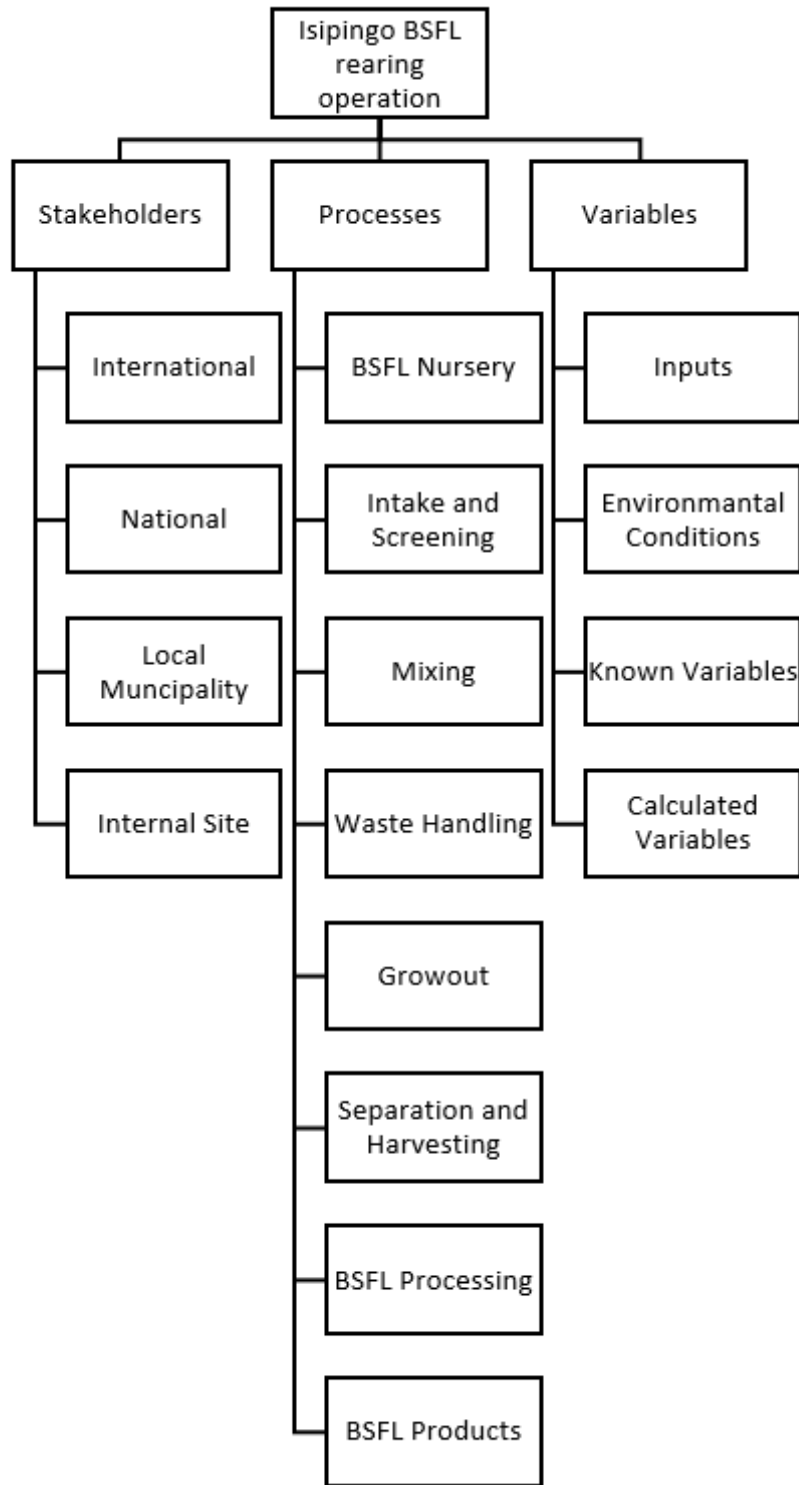 Isipingo BSFL
rearing
operation
Stakeholders
Processes
Variables
International
National
Local
Muncipality
Internal Site
BSFL Nursery
Intake and
Screening
Mixing
Waste Handling
Growout
Separation and
Harvesting
BSFL Processing
BSFL Products
Inputs
Environmantal
Conditions
Known Variables
Calculated
Variables